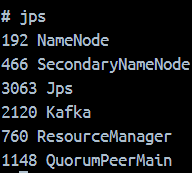 # jps
192 NameNode
466 SecondaryNameNode
3063 Jps
2120 Kafka
760 ResourceManager
1148 QuorumPeerMain